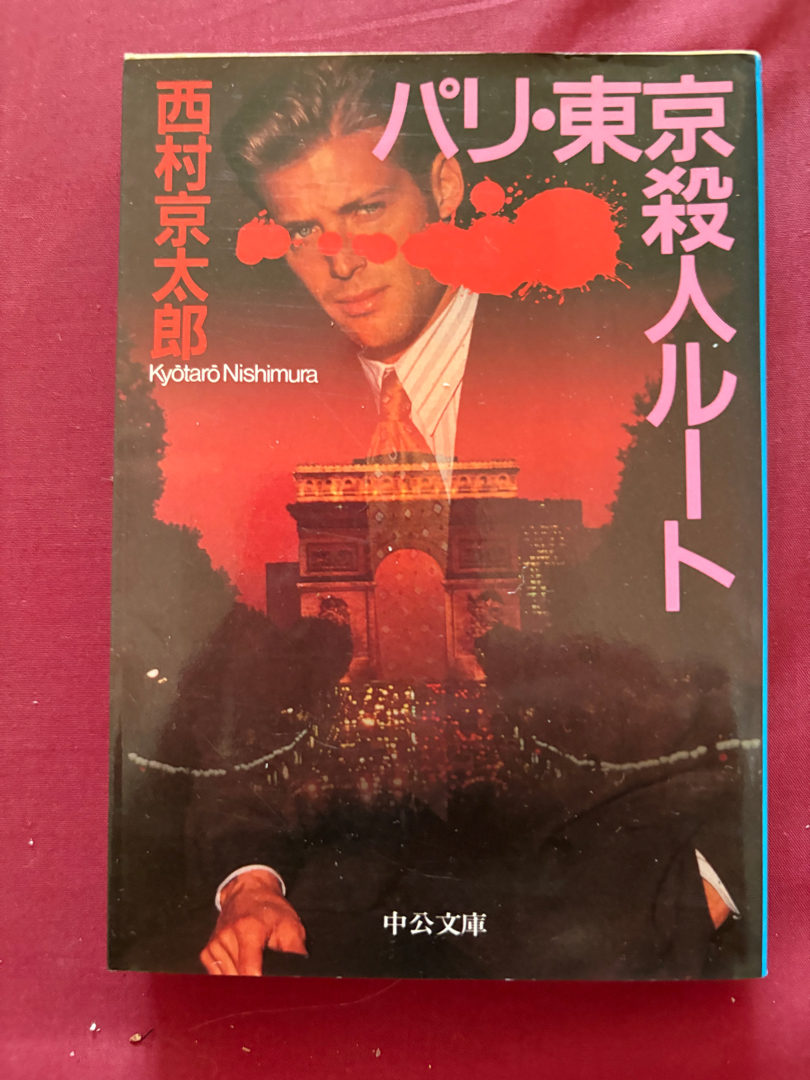 パリ・東京殺人ルート
西村京太郎
Kyōtarō Nishimura
中公文庫